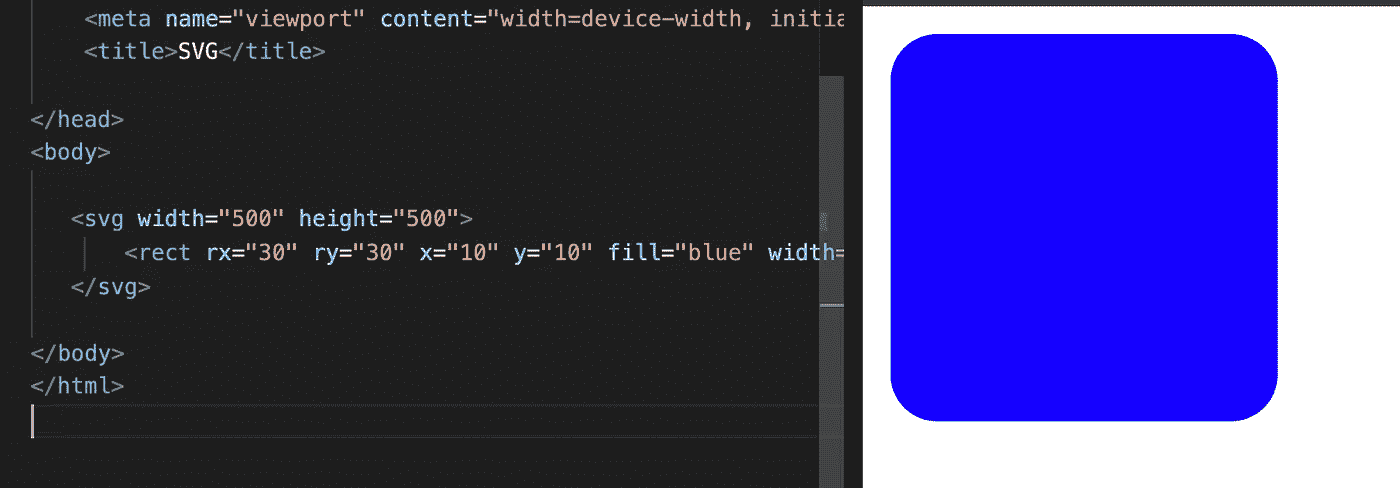 <meta name="viewport" content="width=device-width, initia
<title>SVG</title>
</head>
<body>
<svg width="500" height="500">
<rect rx="30" ry="30" x="10" y="10" fill="blue" width=
</svg>
</body>
</html>